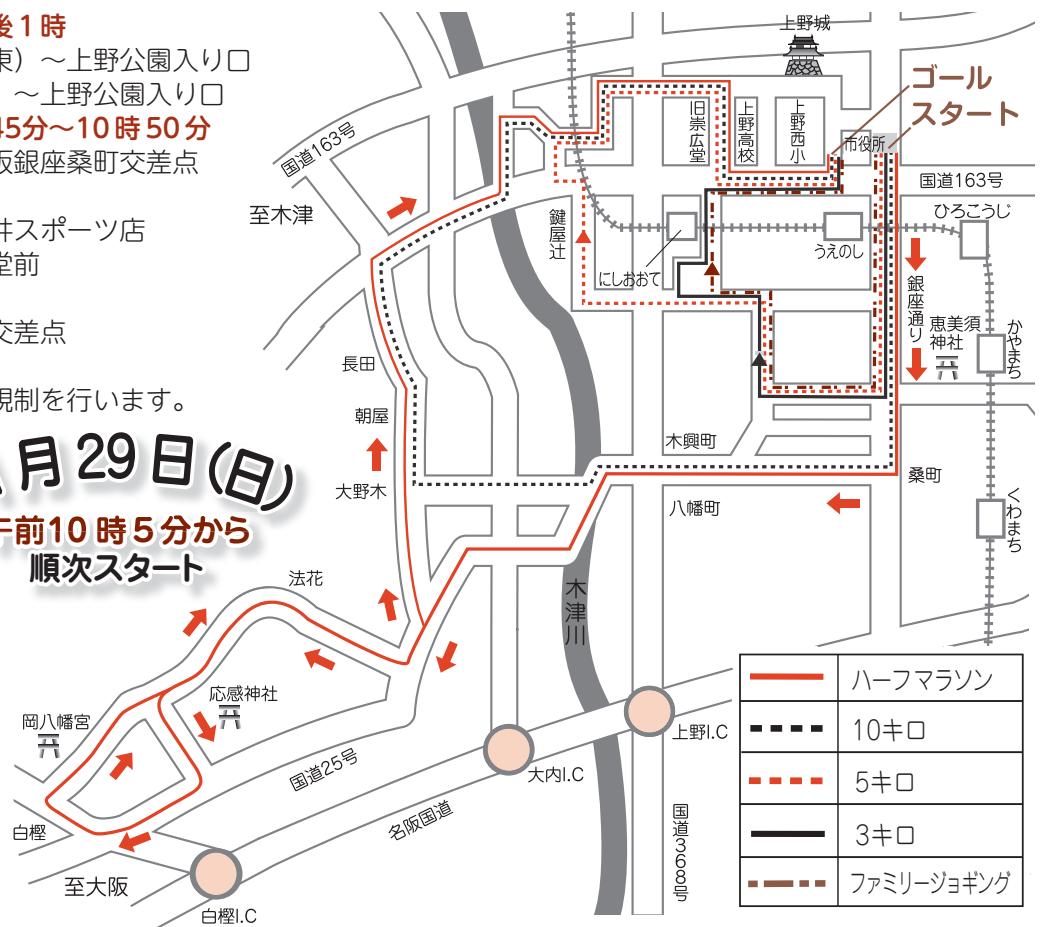 後１時
東）～上野公園入り口
～上野公園入り口
45分～10時50分
阪銀座桑町交差点
井スポーツ店
堂前
交差点
規制を行います。
月29日(日)
午前10時5分から
順次スタート
上野城
ゴール
スタート
旧崇広堂
上野高校
上野西小
市役所
国道163号
国道163号
至木津
鍵屋辻
にしおおて
うえのし
ひろこうじ
銀座通り
恵美須
神社
かやまち
長田
朝屋
大野木
木興町
八幡町
桑町
くわまち
木津川
法花
応感神社
岡八幡宮
白樫
至大阪
国道25号
名阪国道
白樫I.C
大内I.C
上野I.C
国道368号
ハーフマラソン
10キロ
5キロ
3キロ
ファミリージョギング